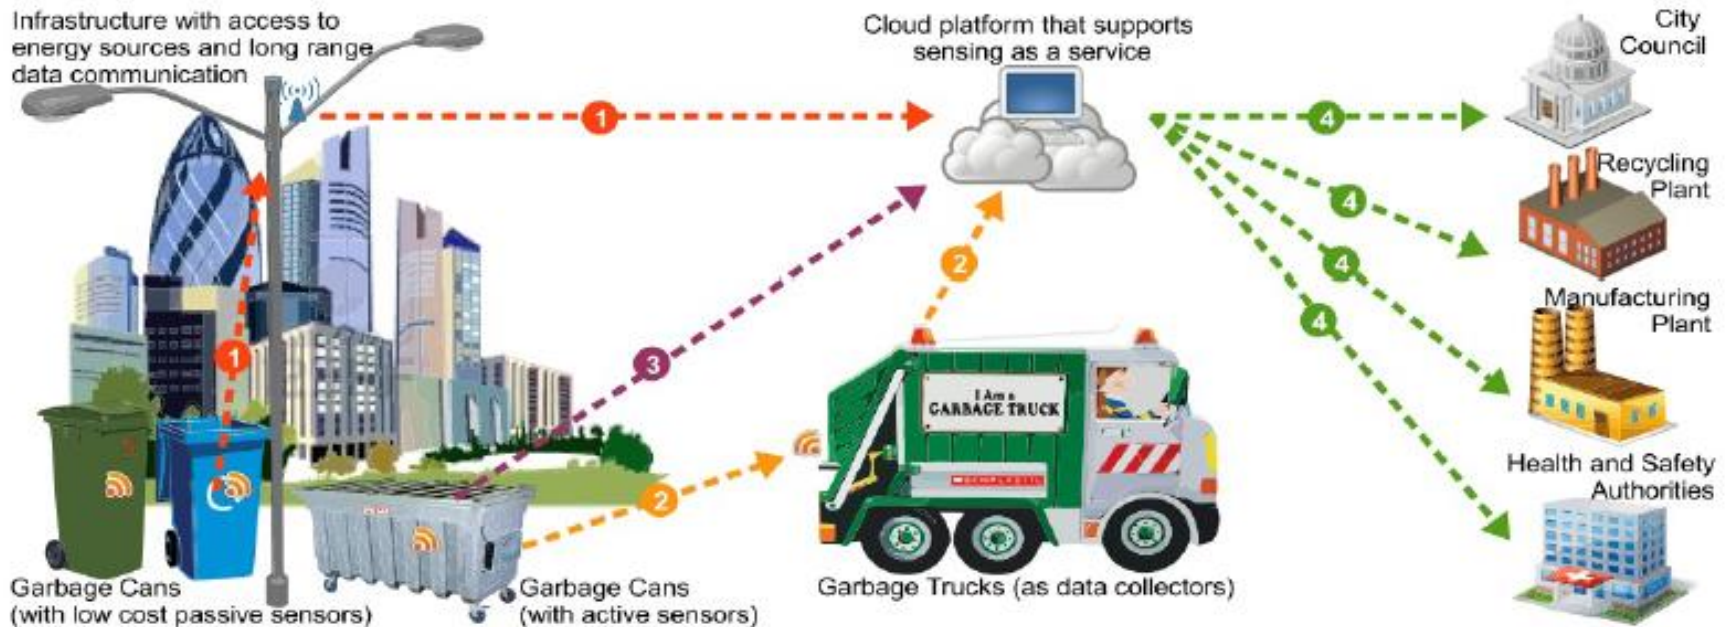 Infrastructure with access to
energy sources and long range
data communication
Cloud platform that supports
sensing as a service
City
Council
1
4
Recycling
Plant
4
2
4
Manufacturing
Plant
4
1
3
I Am a
GARBAGE TRUCK
Health and Safety
Authorities
SCHOLASTIC
2
Garbage Cans
(with low cost passive sensors)
Garbage Cans
(with active sensors)
Garbage Trucks (as data collectors)